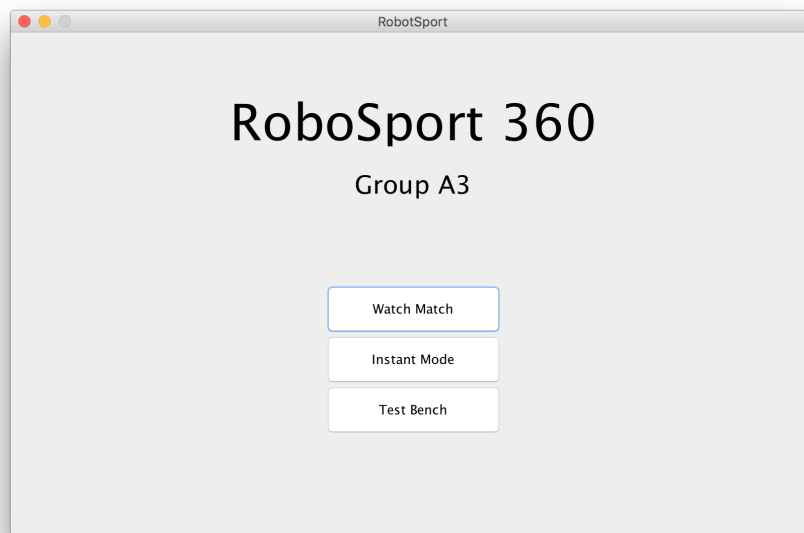 RobotSport
RoboSport 360
Group A3
Watch Match
Instant Mode
Test Bench